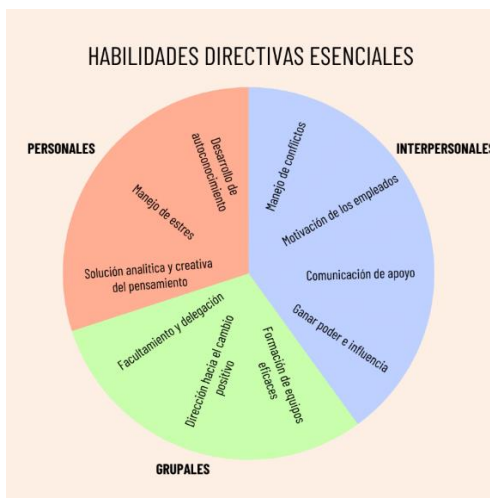 HABILIDADES DIRECTIVAS ESENCIALES
PERSONALES
Desarrollo de
autoconocimiento
Manejo de estres
Solución analítica y creativa
del pensamiento
INTERPERSONALES
Manejo de conflictos
Motivación de los empleados
Comunicación de apoyo
Ganar poder e influencia
Facultamiento y delegación
Dirección hacia el cambio
positivo
Formación de equipos
eficaces
GRUPALES